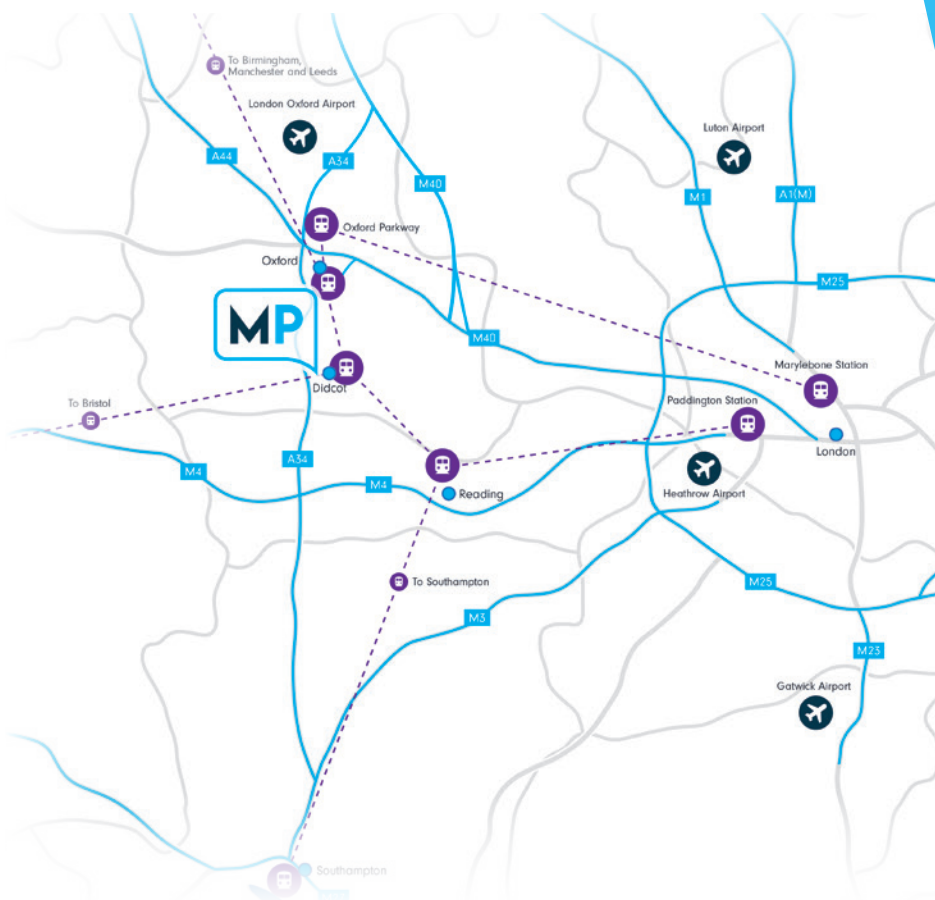 To Birmingham,
Manchester and Leeds
London Oxford Airport
Luton Airport
A44
A34
M40
M1
A1(M)
Oxford Parkway
Oxford
M25
MP
M40
Marylebone Station
Didcot
To Bristol
Paddington Station
London
M4
A34
M4
Reading
Heathrow Airport
To Southampton
M25
M3
M23
Gatwick Airport
Southampton